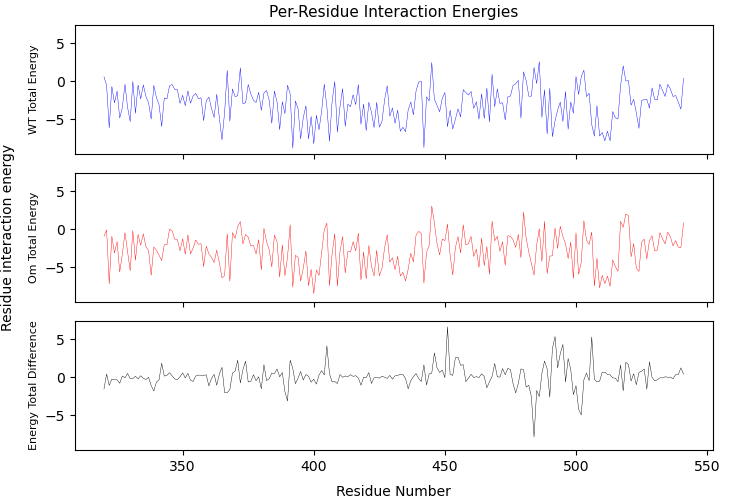 Per-Residue Interaction Energies
Residue interaction energy
WT Total Energy
5
0
−5
Om Total Energy
5
0
−5
Energy Total Difference
5
0
−5
350 400 450 500 550
Residue Number